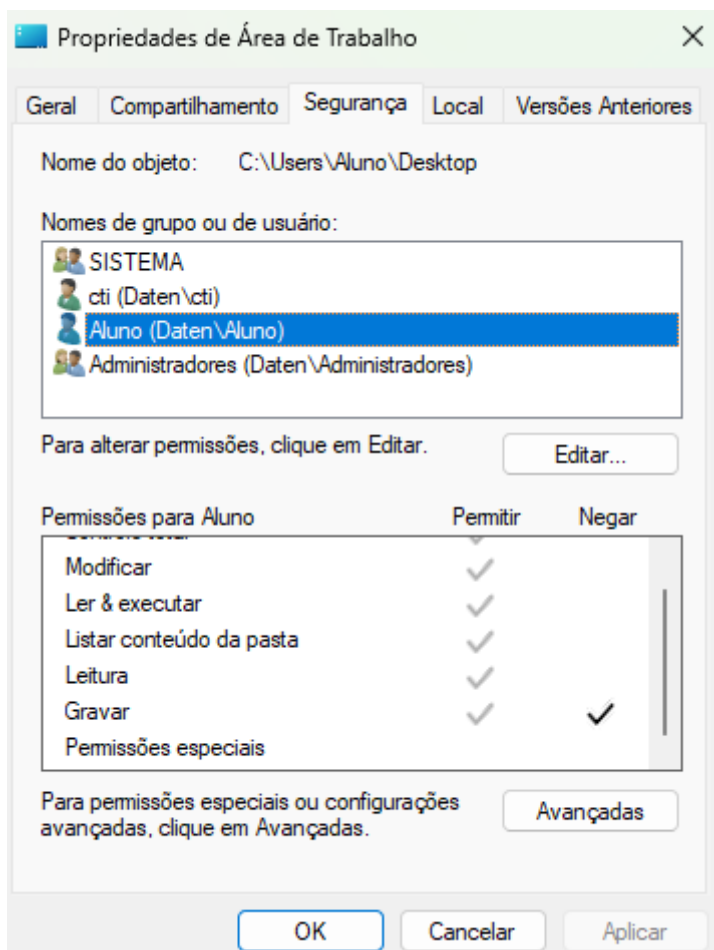 Propriedades de Área de Trabalho
Geral Compartilhamento Segurança Local Versões Anteriores
Nome do objeto: C:\Users\Aluno\Desktop
Nomes de grupo ou de usuário:
SISTEMA
cti (Daten\cti)
Aluno (Daten\Aluno)
Administradores (Daten\Administradores)
Para alterar permissões, clique em Editar.
Editar...
Permissões para Aluno Permitir Negar
Controle total
Modificar
Ler & executar
Listar conteúdo da pasta
Leitura
Gravar
Permissões especiais
Para permissões especiais ou configurações
avançadas, clique em Avançadas.
Avançadas
OK Cancelar Aplicar